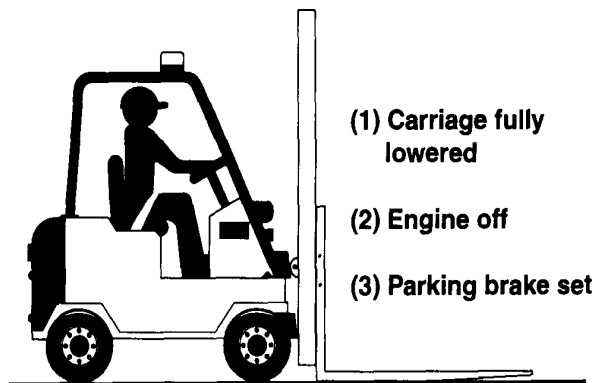 (1) Carriage fully
lowered
(2) Engine off
(3) Parking brake set